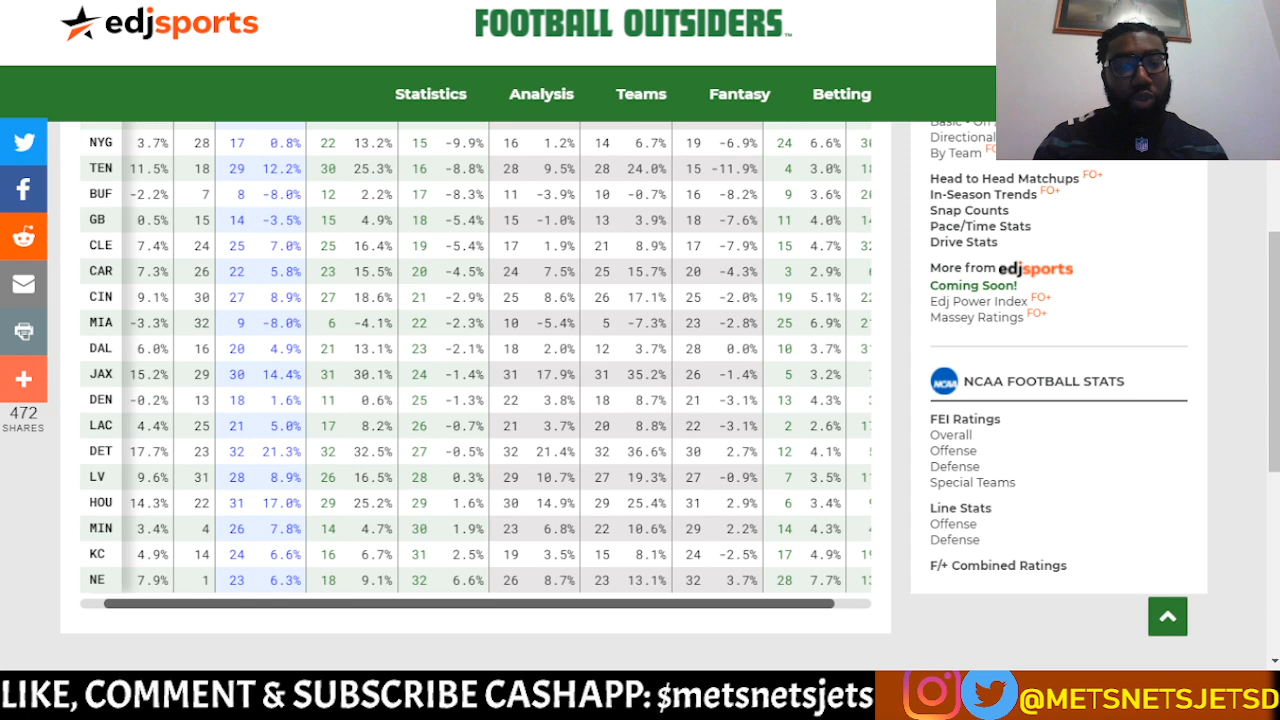 edjsports
FOOTBALL OUTSIDERS™
Statistics Analysis Teams Fantasy Betting
NYG 3.7% 28 17 0.8% 22 13.2% 15 -9.9% 16 1.2% 14 6.7% 19 -6.9% 24 6.6%
TEN 11.5% 18 29 12.2% 30 25.3% 16 -8.8% 28 9.5% 28 24.0% 15 -11.9% 4 3.0%
BUF -2.2% 7 8 -8.0% 12 2.2% 17 -8.3% 11 -3.9% 10 -0.7% 16 -8.2% 9 3.6%
GB 0.5% 15 14 -3.5% 15 4.9% 18 -5.4% 15 -1.0% 13 3.9% 18 -7.6% 11 4.0%
CLE 7.4% 24 25 7.0% 25 16.4% 19 -5.4% 17 1.9% 21 8.9% 17 -7.9% 15 4.7%
CAR 7.3% 26 22 5.8% 23 15.5% 20 -4.5% 24 7.5% 25 15.7% 20 -4.3% 3 2.9%
CIN 9.1% 30 27 8.9% 27 18.6% 21 -2.9% 25 8.6% 26 17.1% 25 -2.0% 19 5.1%
MIA -3.3% 32 9 -8.0% 6 -4.1% 22 -2.3% 10 -5.4% 5 -7.3% 23 -2.8% 25 6.9%
DAL 6.0% 16 20 4.9% 21 13.1% 23 -2.1% 18 2.0% 12 3.7% 28 0.0% 10 3.7%
JAX 15.2% 29 30 14.4% 31 30.1% 24 -1.4% 31 17.9% 31 35.2% 26 -1.4% 5 3.2%
DEN -0.2% 13 18 1.6% 11 0.6% 25 -1.3% 22 3.8% 18 8.7% 21 -3.1% 13 4.3%
LAC 4.4% 25 21 5.0% 17 8.2% 26 -0.7% 21 3.7% 20 8.8% 22 -3.1% 2 2.6%
DET 17.7% 23 32 21.3% 32 32.5% 27 -0.5% 32 21.4% 32 36.6% 30 2.7% 12 4.1%
LV 9.6% 31 28 8.9% 26 16.5% 28 0.3% 29 10.7% 27 19.3% 27 -0.9% 7 3.5%
HOU 14.3% 22 31 17.0% 29 25.2% 29 1.6% 30 14.9% 29 25.4% 31 2.9% 6 3.4%
MIN 3.4% 4 26 7.8% 14 4.7% 30 1.9% 23 6.8% 22 10.6% 29 2.2% 14 4.3%
KC 4.9% 14 24 6.6% 16 6.7% 31 2.5% 19 3.5% 15 8.1% 24 -2.5% 17 4.9%
NE 7.9% 1 23 6.3% 18 9.1% 32 6.6% 26 8.7% 23 13.1% 32 3.7% 28 7.7%
472
SHARES
Directional
By Team FO+
Head to Head Matchups FO+
In-Season Trends FO+
Snap Counts
Pace/Time Stats
Drive Stats
More from edjsports
Coming Soon!
Edj Power Index FO+
Massey Ratings FO+
NCAA FOOTBALL STATS
FEI Ratings
Overall
Offense
Defense
Special Teams
Line Stats
Offense
Defense
F/+ Combined Ratings
LIKE, COMMENT & SUBSCRIBE CASHAPP: $metsnetsjets
@METSNETSJETSD